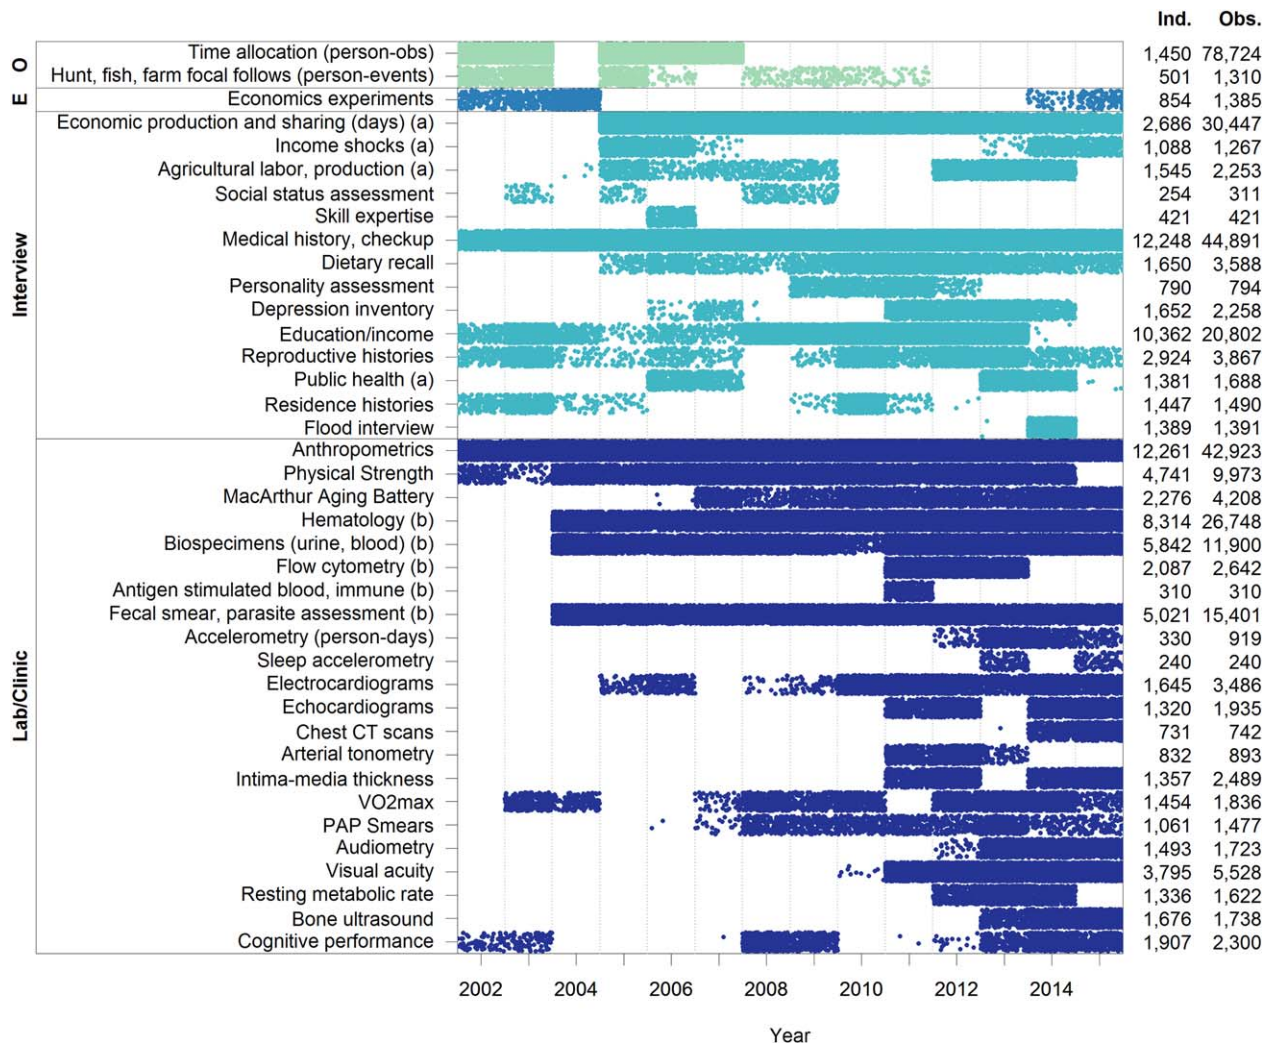 Ind. Obs.
O
Time allocation (person-obs) 1,450 78,724
Hunt, fish, farm focal follows (person-events) 501 1,310
E
Economics experiments 854 1,385
Interview
Economic production and sharing (days) (a) 2,686 30,447
Income shocks (a) 1,088 1,267
Agricultural labor, production (a) 1,545 2,253
Social status assessment 254 311
Skill expertise 421 421
Medical history, checkup 12,248 44,891
Dietary recall 1,650 3,588
Personality assessment 790 794
Depression inventory 1,652 2,258
Education/income 10,362 20,802
Reproductive histories 2,924 3,867
Public health (a) 1,381 1,688
Residence histories 1,447 1,490
Flood interview 1,389 1,391
Lab/Clinic
Anthropometrics 12,261 42,923
Physical Strength 4,741 9,973
MacArthur Aging Battery 2,276 4,208
Hematology (b) 8,314 26,748
Biospecimens (urine, blood) (b) 5,842 11,900
Flow cytometry (b) 2,087 2,642
Antigen stimulated blood, immune (b) 310 310
Fecal smear, parasite assessment (b) 5,021 15,401
Accelerometry (person-days) 330 919
Sleep accelerometry 240 240
Electrocardiograms 1,645 3,486
Echocardiograms 1,320 1,935
Chest CT scans 731 742
Arterial tonometry 832 893
Intima-media thickness 1,357 2,489
VO2max 1,454 1,836
PAP Smears 1,061 1,477
Audiometry 1,493 1,723
Visual acuity 3,795 5,528
Resting metabolic rate 1,336 1,622
Bone ultrasound 1,676 1,738
Cognitive performance 1,907 2,300
2002 2004 2006 2008 2010 2012 2014
Year